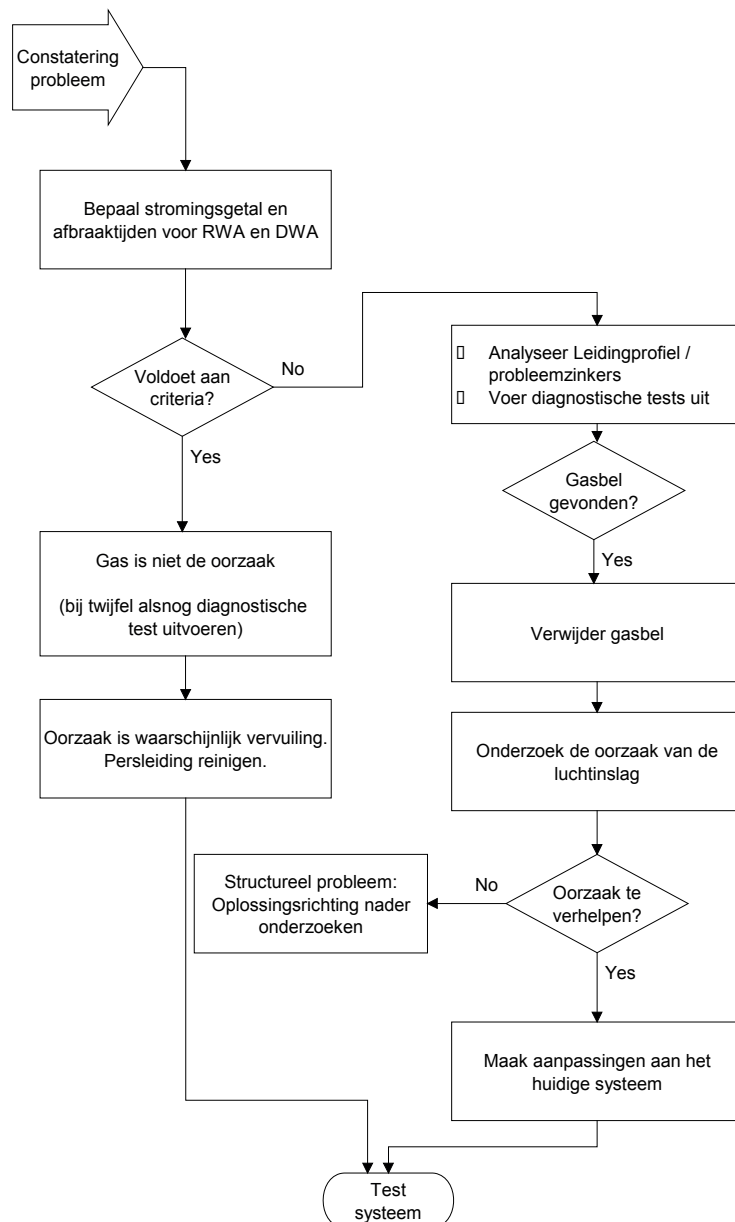 Constatering
probleem
Bepaal stromingsgetal en
afbraaktijden voor RWA en DWA
Voldoet aan
criteria?
No
Yes
Analyseer Leidingprofiel /
probleemzinkers
Voer diagnostische tests uit
Gasbel
gevonden?
Yes
Gas is niet de oorzaak
(bij twijfel alsnog diagnostische
test uitvoeren)
Verwijder gasbel
Oorzaak is waarschijnlijk vervuiling.
Persleiding reinigen.
Onderzoek de oorzaak van de
luchtinslag
Oorzaak te
verhelpen?
No
Structureel probleem:
Oplossingsrichting nader
onderzoeken
Yes
Maak aanpassingen aan het
huidige systeem
Test
systeem